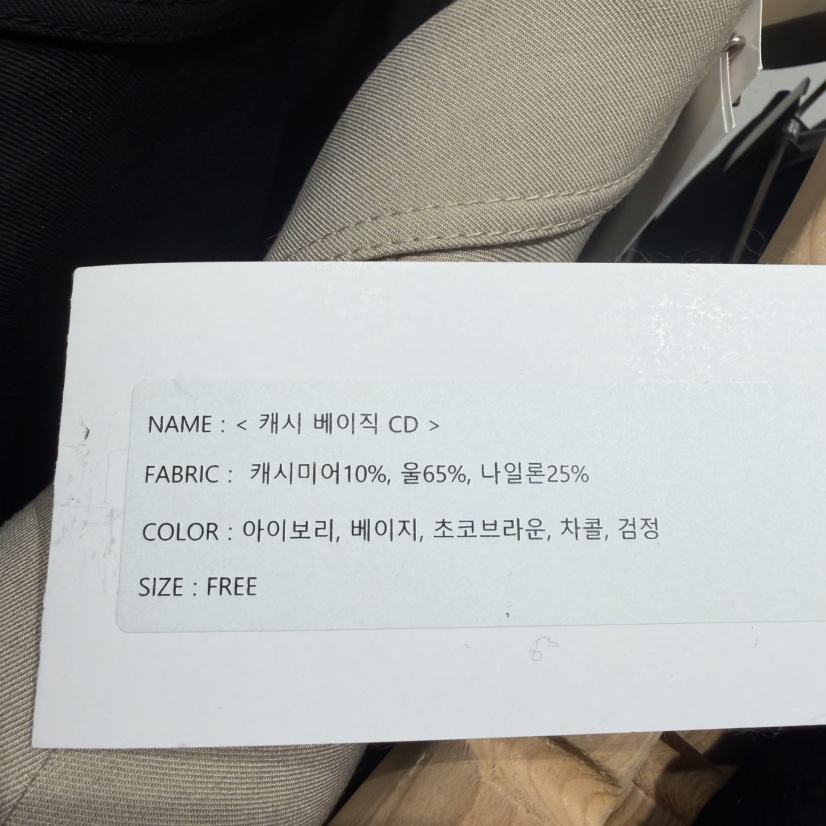 NAME : < 캐시 베이직 CD >
FABRIC : 캐시미어10%, 울65%, 나일론25%
COLOR : 아이보리, 베이지, 초코브라운, 차콜, 검정
SIZE : FREE